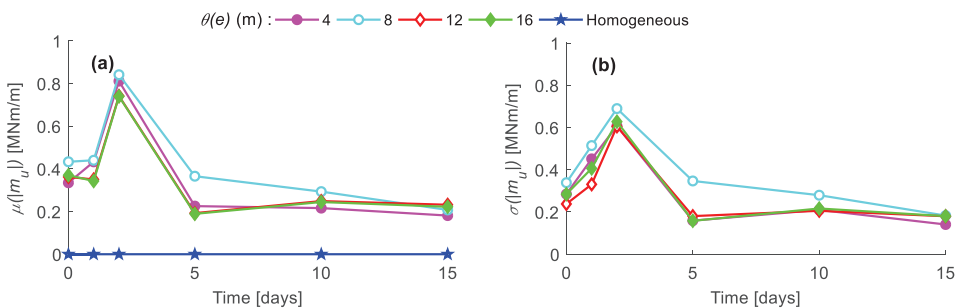 θ(e) (m) : 4 8 12 16 Homogeneous
(a)
μ(|m_u|) [MNm/m]
1
0.8
0.6
0.4
0.2
0
0 5 10 15
Time [days]
(b)
σ(|m_u|) [MNm/m]
1
0.8
0.6
0.4
0.2
0
0 5 10 15
Time [days]